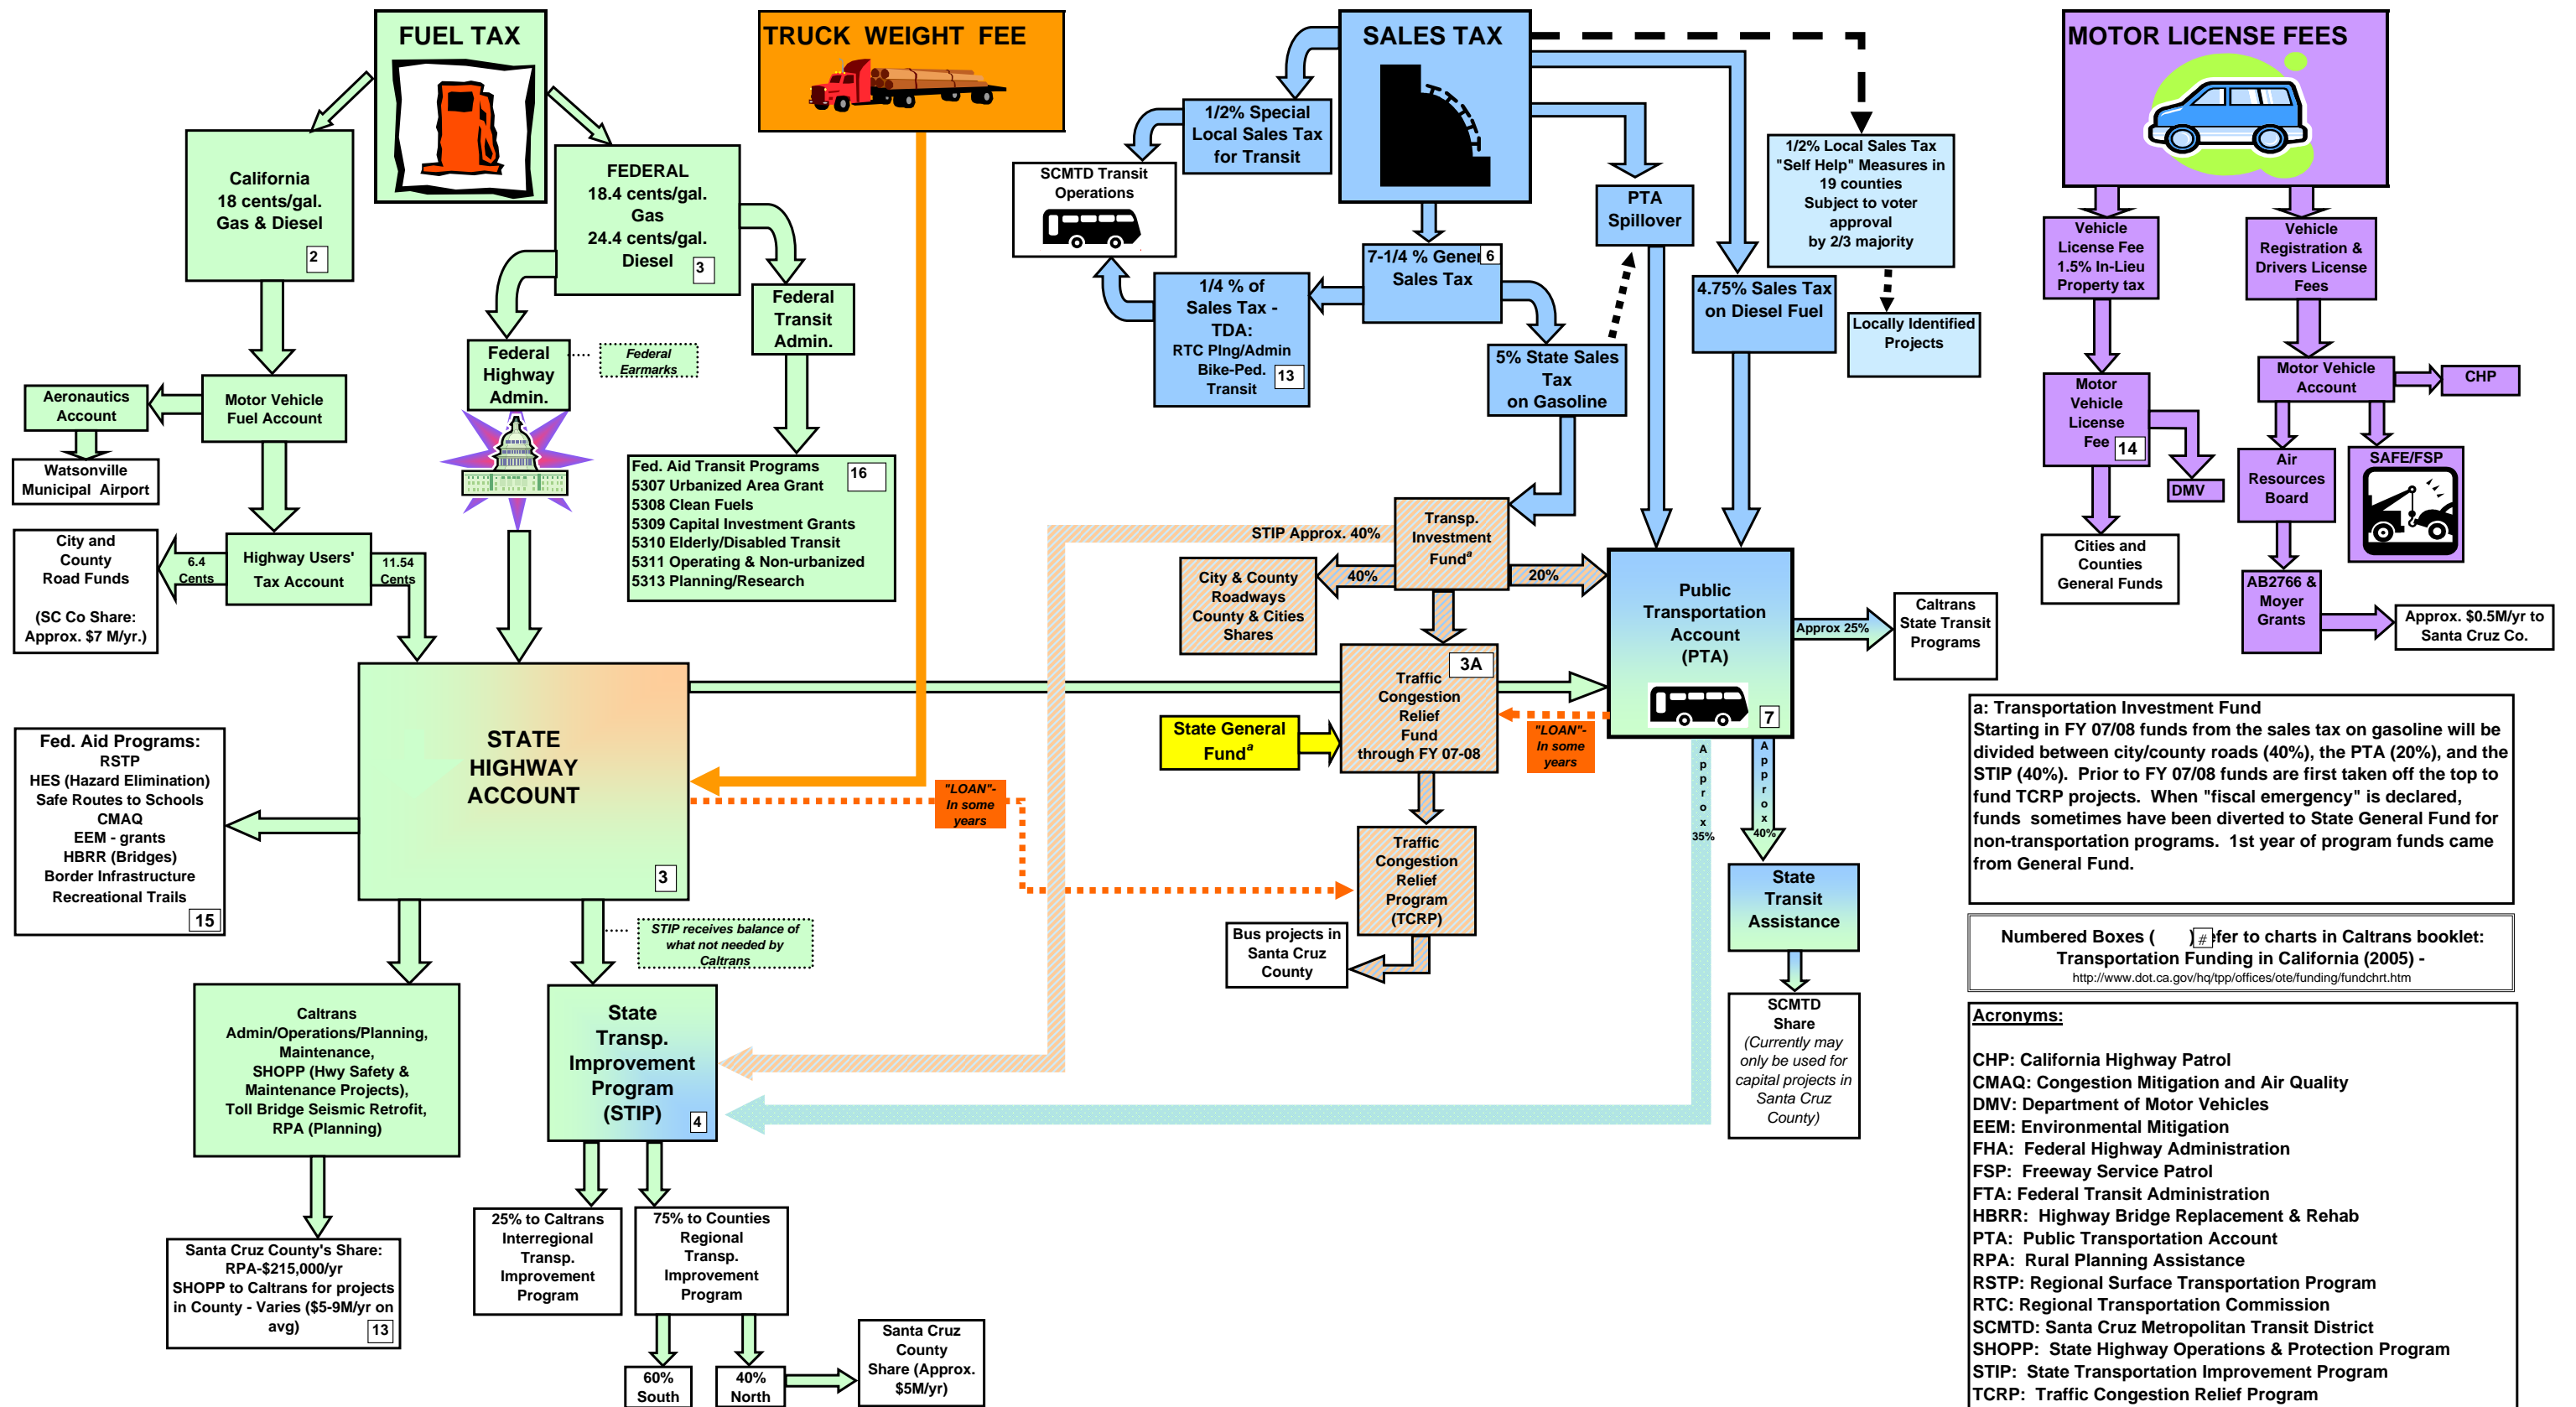 FUEL TAX
TRUCK WEIGHT FEE
SALES TAX
MOTOR LICENSE FEES
California
18 cents/gal.
Gas & Diesel
2
FEDERAL
18.4 cents/gal.
Gas
24.4 cents/gal.
Diesel
3
Federal
Highway
Admin.
Federal
Earmarks
Federal
Transit
Admin.
Aeronautics
Account
Motor Vehicle
Fuel Account
Watsonville
Municipal Airport
City and
County
Road Funds
(SC Co Share:
Approx. $7 M/yr.)
6.4
Cents
Highway Users'
Tax Account
11.54
Cents
Fed. Aid Transit Programs
16
5307 Urbanized Area Grant
5308 Clean Fuels
5309 Capital Investment Grants
5310 Elderly/Disabled Transit
5311 Operating & Non-urbanized
5313 Planning/Research
STATE
HIGHWAY
ACCOUNT
3
Fed. Aid Programs:
RSTP
HES (Hazard Elimination)
Safe Routes to Schools
CMAQ
EEM - grants
HBRR (Bridges)
Border Infrastructure
Recreational Trails
15
STIP receives balance of
what not needed by
Caltrans
Caltrans
Admin/Operations/Planning,
Maintenance,
SHOPP (Hwy Safety &
Maintenance Projects),
Toll Bridge Seismic Retrofit,
RPA (Planning)
State
Transp.
Improvement
Program
(STIP)
4
Santa Cruz County's Share:
RPA-$215,000/yr
SHOPP to Caltrans for projects
in County - Varies ($5-9M/yr on
avg)
13
25% to Caltrans
Interregional
Transp.
Improvement
Program
75% to Counties
Regional
Transp.
Improvement
Program
60%
South
40%
North
Santa Cruz
County
Share (Approx.
$5M/yr)
1/2% Special
Local Sales Tax
for Transit
SCMTD Transit
Operations
7-1/4 % Gener
6
Sales Tax
1/4 % of
Sales Tax -
TDA:
RTC Plng/Admin
Bike-Ped.
Transit
13
5% State Sales
Tax
on Gasoline
PTA
Spillover
4.75% Sales Tax
on Diesel Fuel
1/2% Local Sales Tax
"Self Help" Measures in
19 counties
Subject to voter
approval
by 2/3 majority
Locally Identified
Projects
STIP Approx. 40%
Transp.
Investment
Fundª
40%
20%
City & County
Roadways
County & Cities
Shares
3A
Traffic
Congestion
Relief
Fund
through FY 07-08
State General
Fundª
"LOAN"-
In some
years
"LOAN"-
In some
years
Traffic
Congestion
Relief
Program
(TCRP)
Bus projects in
Santa Cruz
County
Public
Transportation
Account
(PTA)
7
Approx 25%
Caltrans
State Transit
Programs
Approx
35%
Approx
40%
State
Transit
Assistance
SCMTD
Share
(Currently may
only be used for
capital projects in
Santa Cruz
County)
Vehicle
License Fee
1.5% In-Lieu
Property tax
Vehicle
Registration &
Drivers License
Fees
Motor
Vehicle
License
Fee
14
DMV
Cities and
Counties
General Funds
Motor Vehicle
Account
CHP
Air
Resources
Board
SAFE/FSP
AB2766 &
Moyer
Grants
Approx. $0.5M/yr to
Santa Cruz Co.
a: Transportation Investment Fund
Starting in FY 07/08 funds from the sales tax on gasoline will be
divided between city/county roads (40%), the PTA (20%), and the
STIP (40%). Prior to FY 07/08 funds are first taken off the top to
fund TCRP projects. When "fiscal emergency" is declared,
funds sometimes have been diverted to State General Fund for
non-transportation programs. 1st year of program funds came
from General Fund.
Numbered Boxes ( ) # efer to charts in Caltrans booklet:
Transportation Funding in California (2005) -
http://www.dot.ca.gov/hq/tpp/offices/ote/funding/fundchrt.htm
Acronyms:
CHP: California Highway Patrol
CMAQ: Congestion Mitigation and Air Quality
DMV: Department of Motor Vehicles
EEM: Environmental Mitigation
FHA: Federal Highway Administration
FSP: Freeway Service Patrol
FTA: Federal Transit Administration
HBRR: Highway Bridge Replacement & Rehab
PTA: Public Transportation Account
RPA: Rural Planning Assistance
RSTP: Regional Surface Transportation Program
RTC: Regional Transportation Commission
SCMTD: Santa Cruz Metropolitan Transit District
SHOPP: State Highway Operations & Protection Program
STIP: State Transportation Improvement Program
TCRP: Traffic Congestion Relief Program